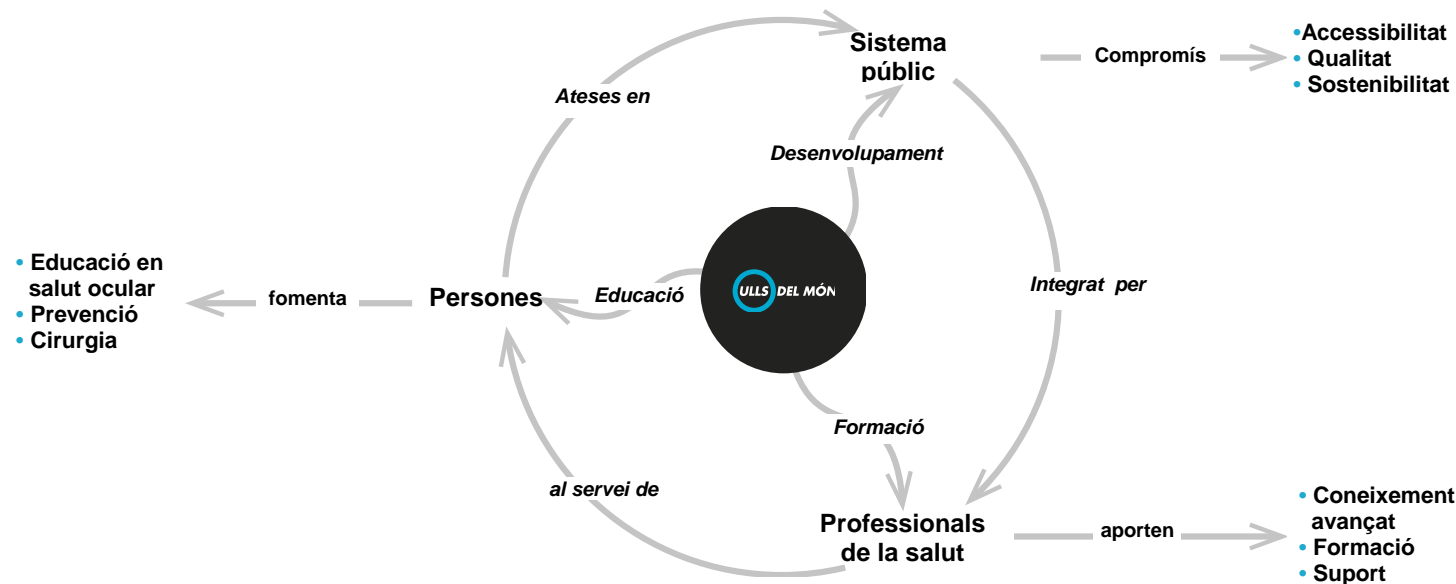 Sistema
públic
Compromís
•Accessibilitat
• Qualitat
• Sostenibilitat
Ateses en
Desenvolupament
• Educació en
salut ocular
• Prevenció
• Cirurgia
fomenta
Persones
Educació
ULLS DEL MÓN
Integrat per
Formació
al servei de
Professionals
de la salut
aporten
• Coneixement
avançat
• Formació
• Suport